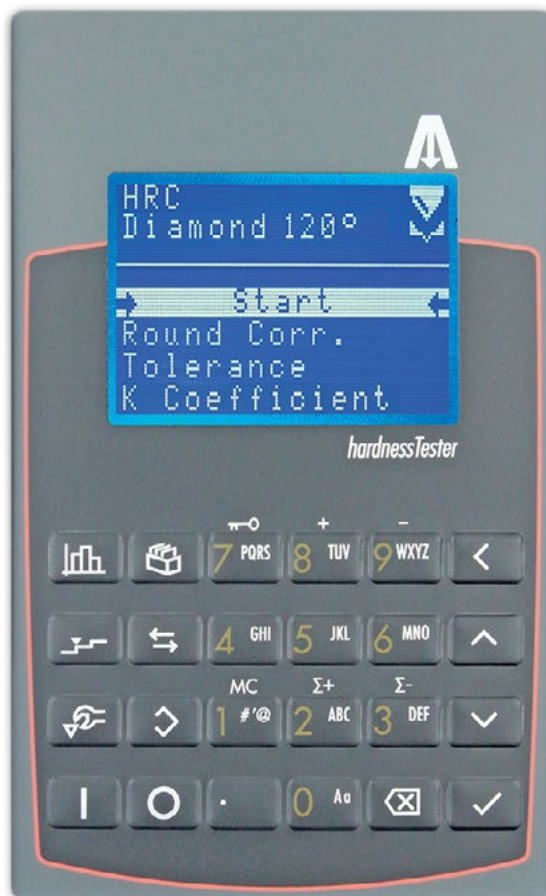 HRC
Diamond 120º
Start
Round Corr.
Tolerance
K Coefficient
hardnessTester
+ -
7 PQRS 8 TUV 9 WXYZ
4 GHI 5 JKL 6 MNO
MC Σ+ Σ-
1 #'@ 2 ABC 3 DEF
. 0 Aa